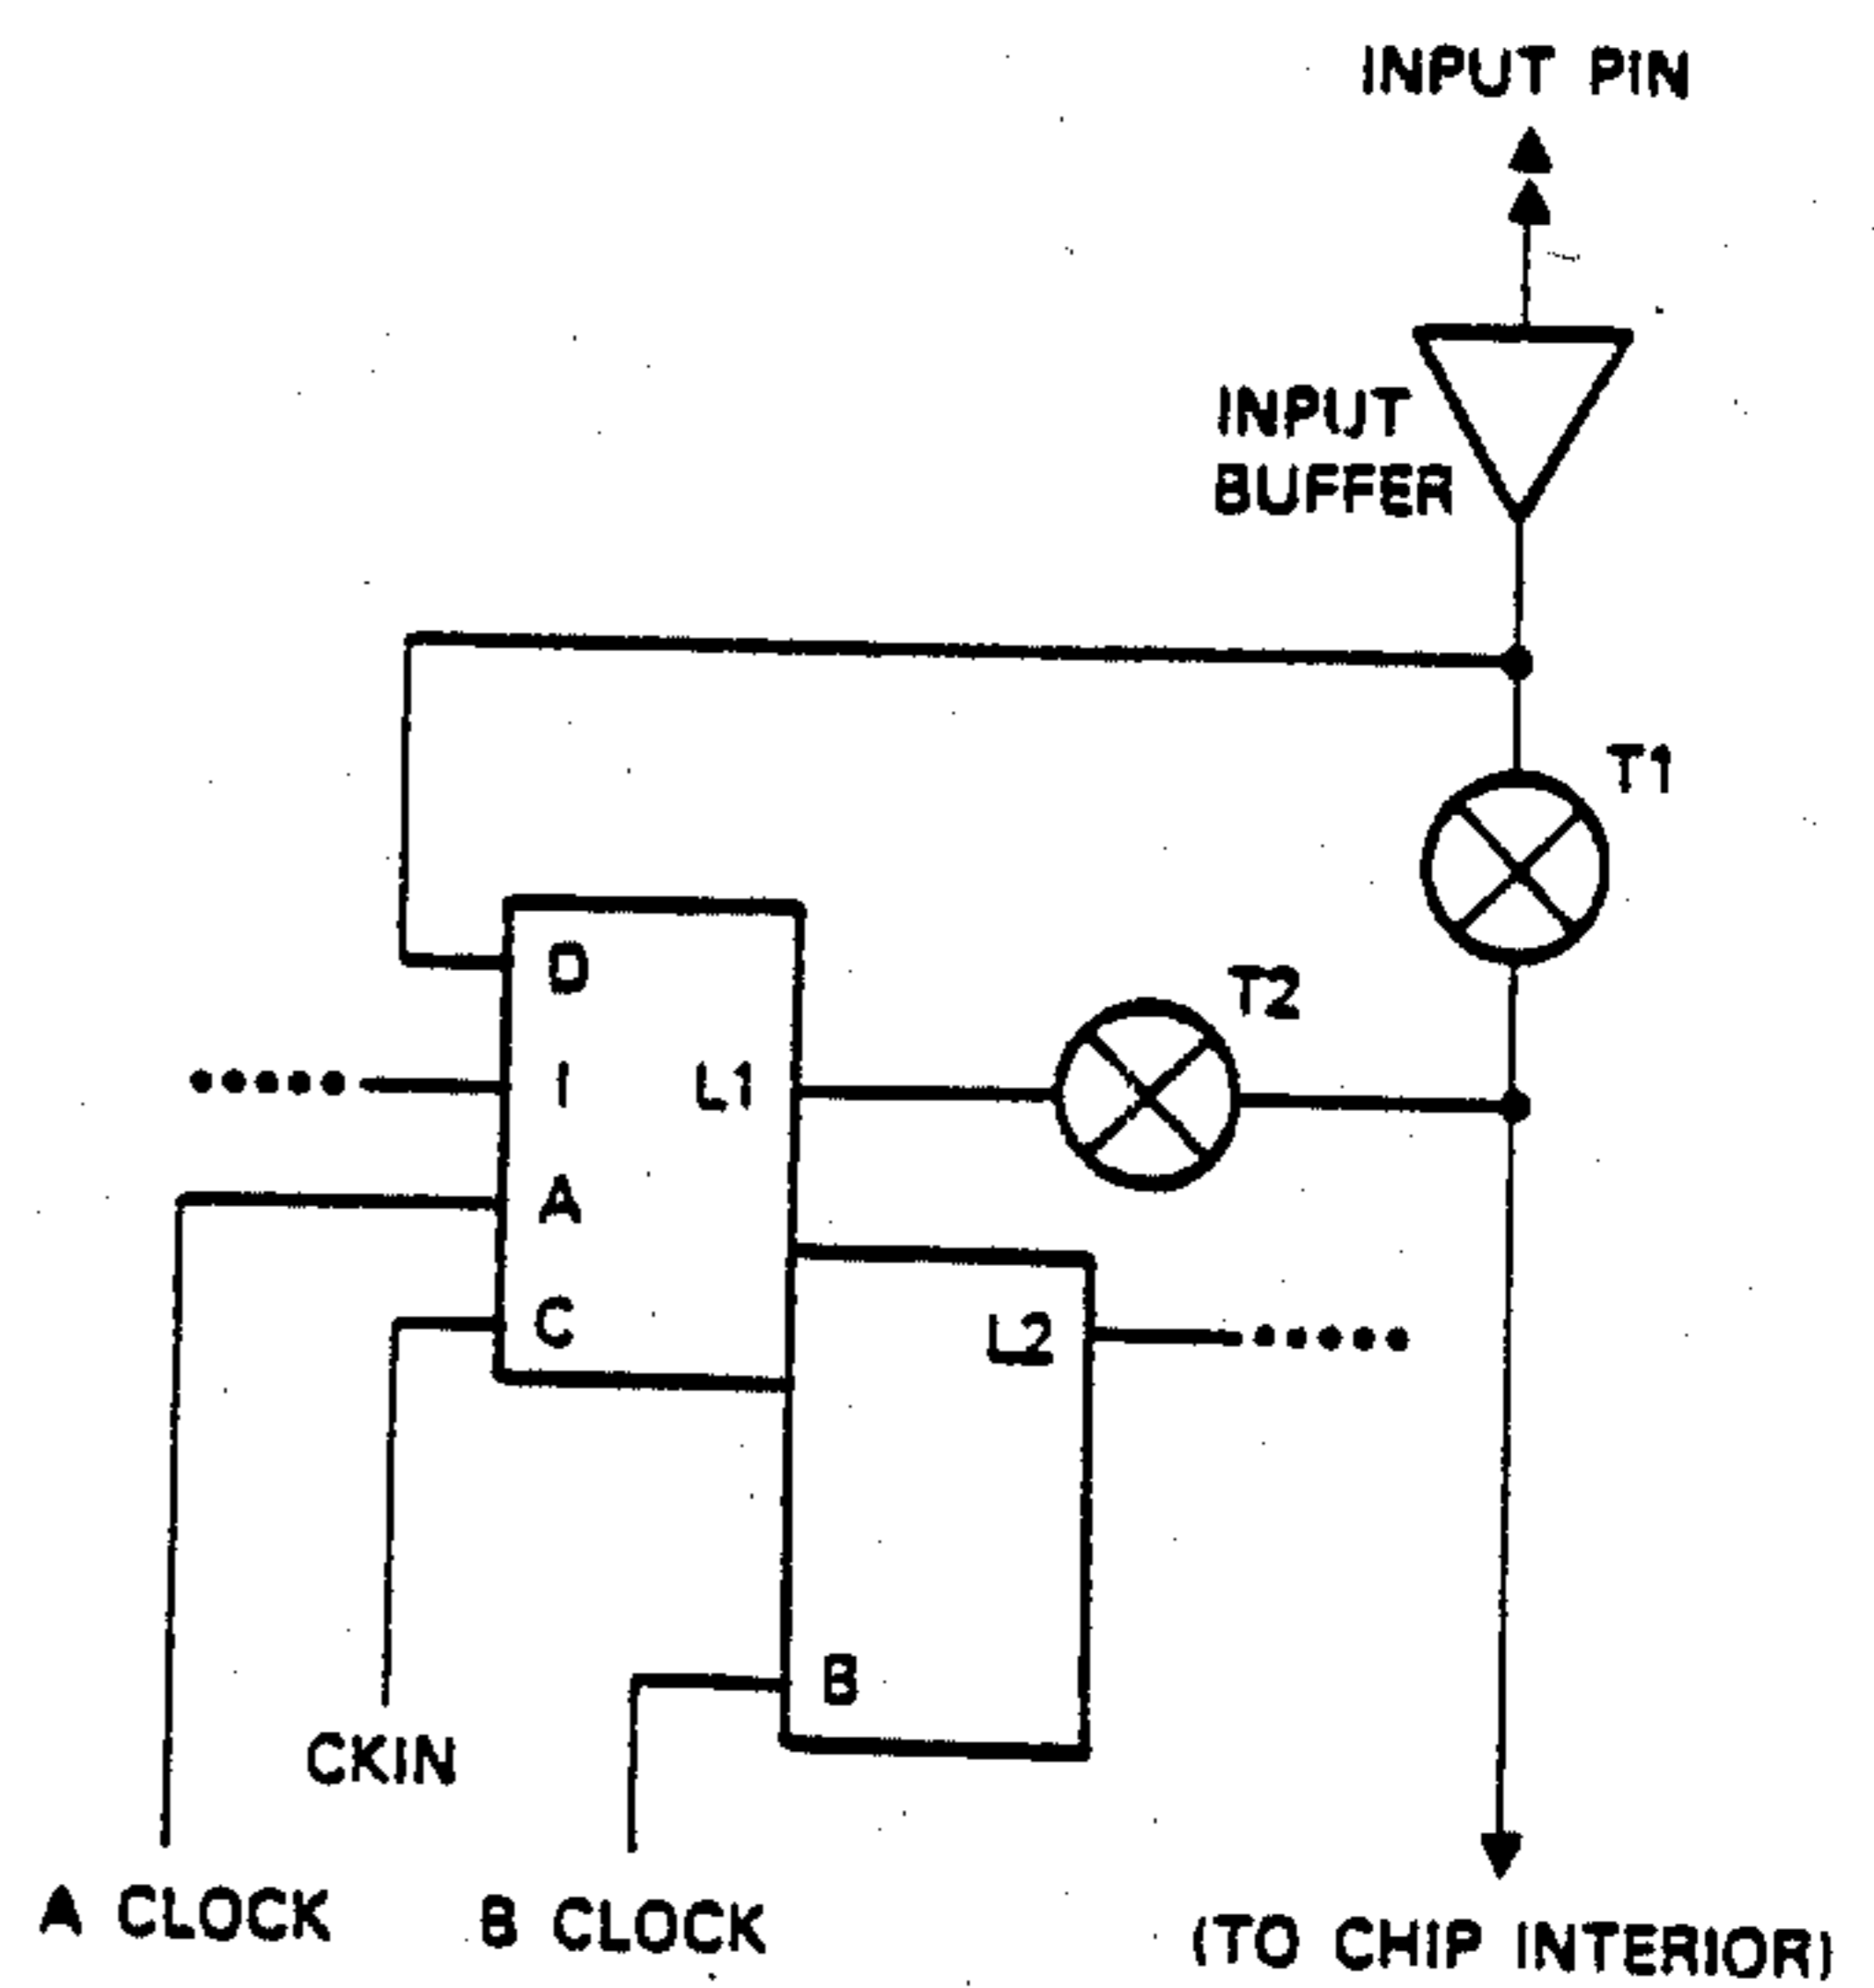 INPUT PIN
INPUT
BUFFER
T1
D
T2
I
L1
A
C
L2
B
CKIN
A CLOCK
B CLOCK
(TO CHIP INTERIOR)